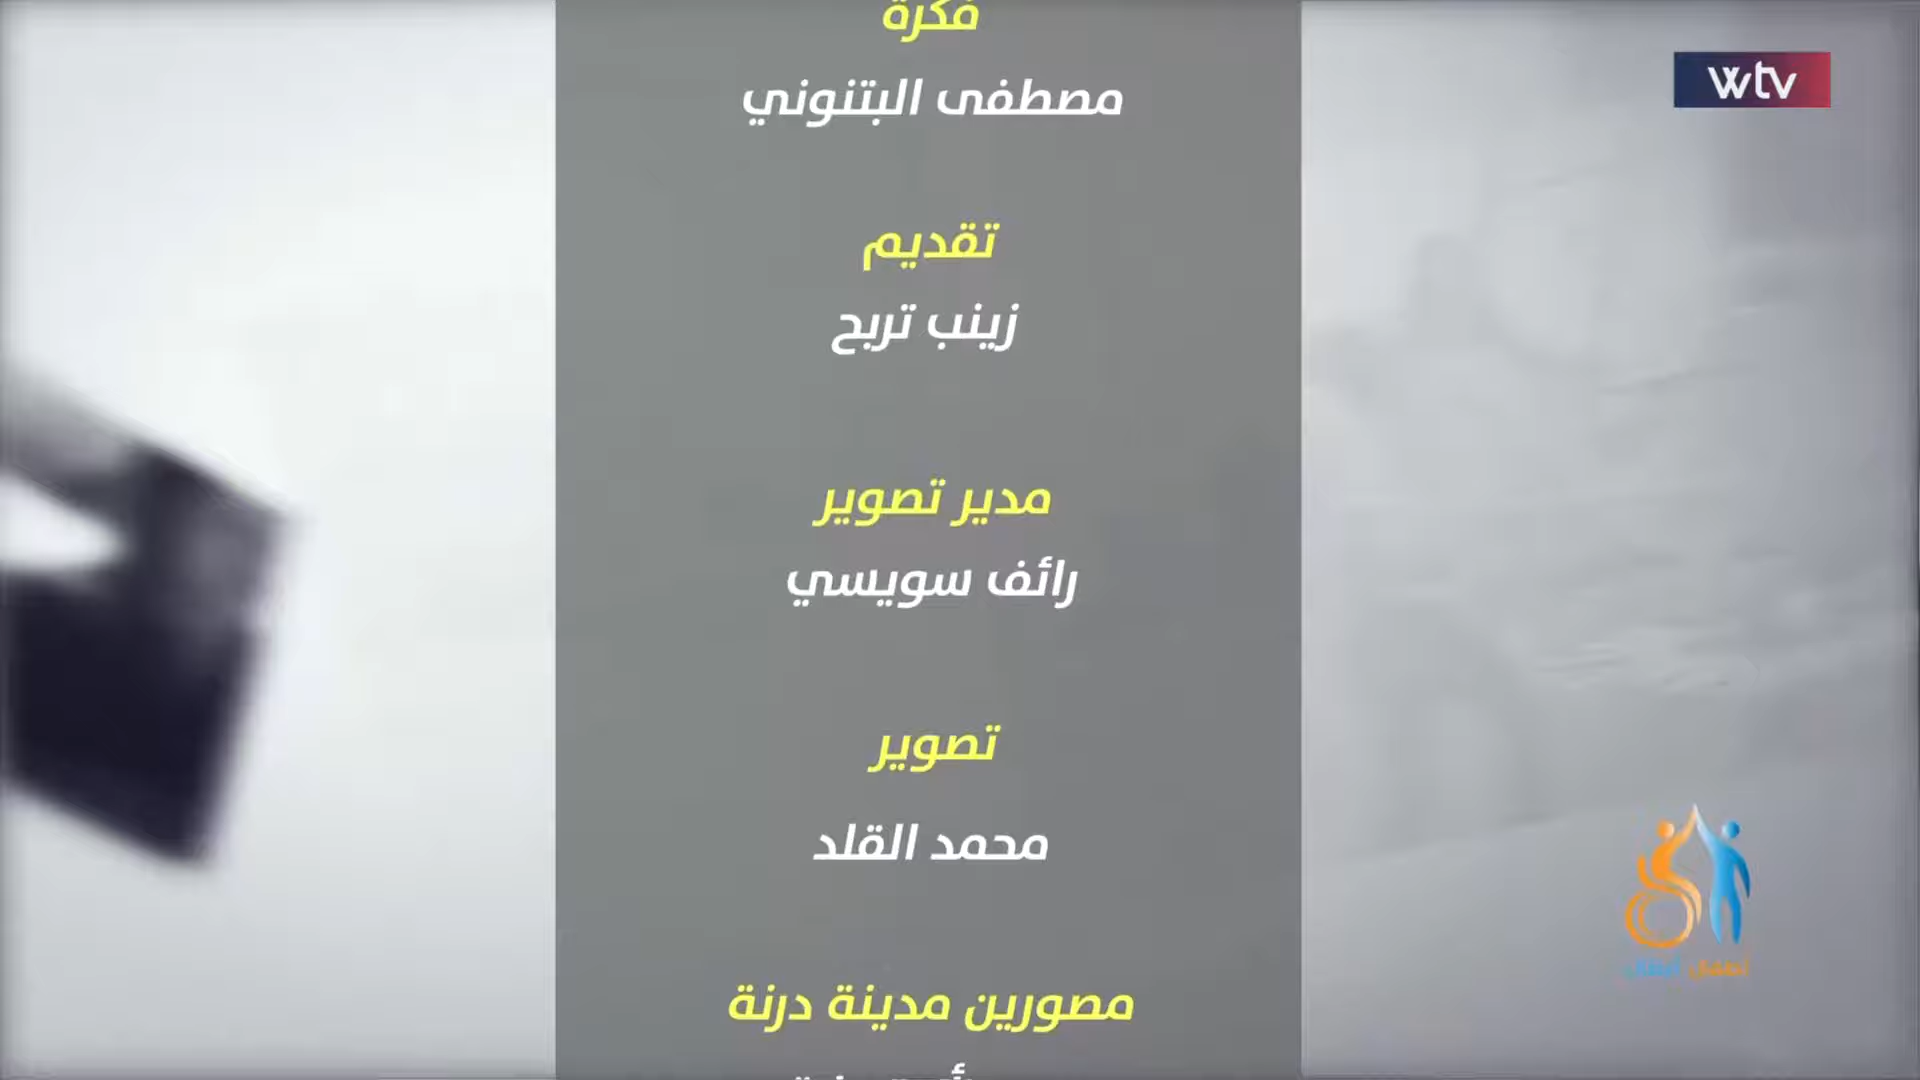 فكرة
مصطفى البتنوني
wtv
تقديم
زينب تربح
مدير تصوير
رائف سويسي
تصوير
محمد القلد
مصورين مدينة درنة